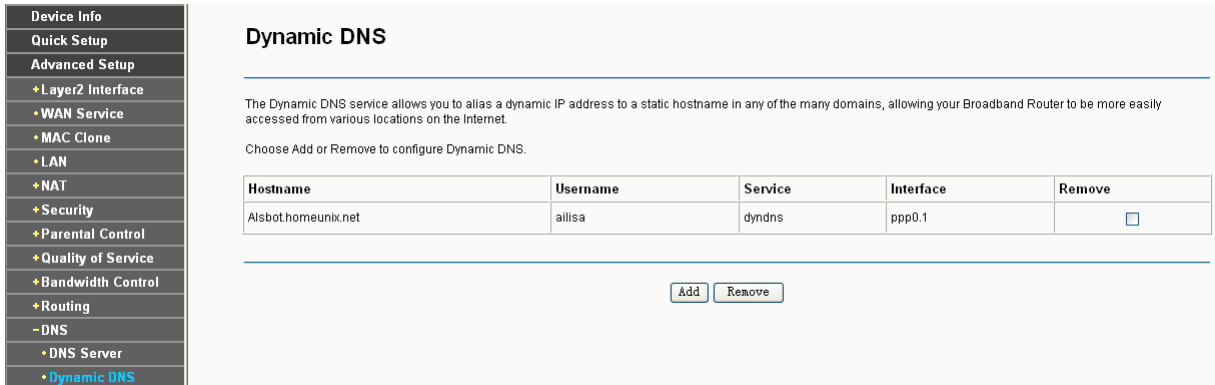 Device Info
Quick Setup
Advanced Setup
+Layer2 Interface
•WAN Service
•MAC Clone
•LAN
+NAT
+Security
+Parental Control
+Quality of Service
+Bandwidth Control
+Routing
−DNS
•DNS Server
•Dynamic DNS
Dynamic DNS
The Dynamic DNS service allows you to alias a dynamic IP address to a static hostname in any of the many domains, allowing your Broadband Router to be more easily
accessed from various locations on the Internet.
Choose Add or Remove to configure Dynamic DNS.
Hostname Username Service Interface Remove
Alsbot.homeunix.net ailisa dyndns ppp0.1
Add Remove